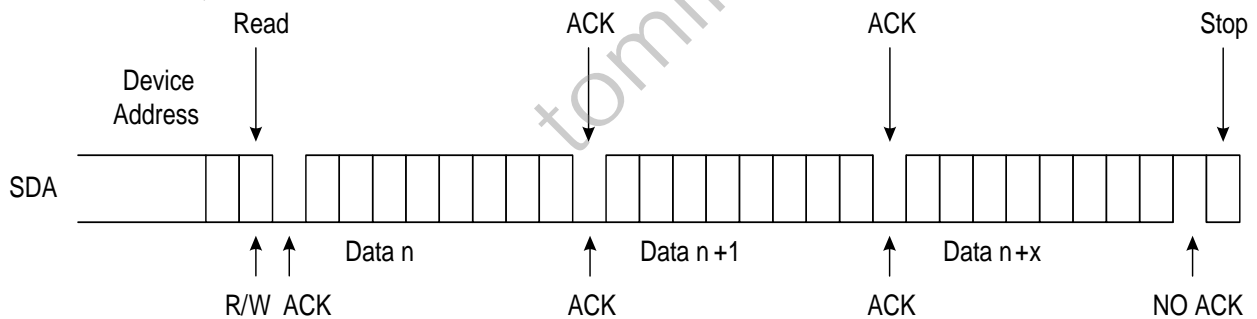 Read ACK ACK Stop
Device
Address
SDA
Data n Data n+1 Data n+x
R/W ACK ACK ACK NO ACK